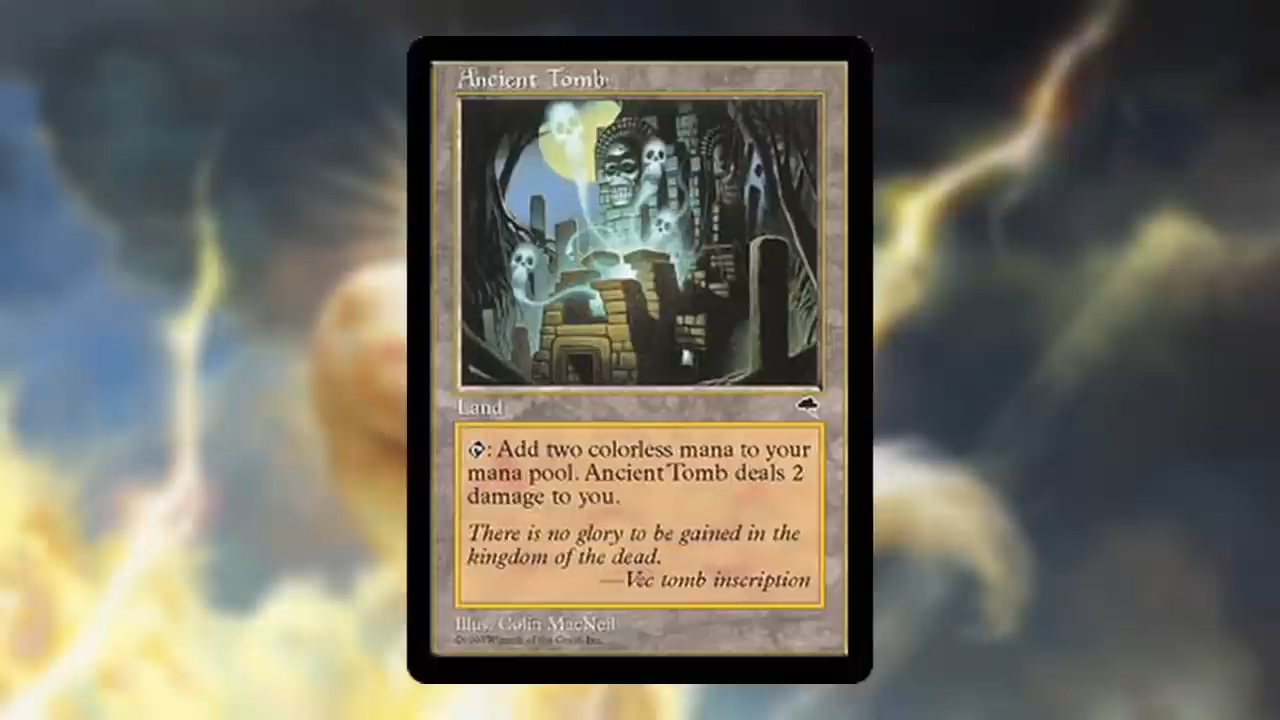 Ancient Tomb
Land
: Add two colorless mana to your
mana pool. Ancient Tomb deals 2
damage to you.
There is no glory to be gained in the
kingdom of the dead.
—Vec tomb inscription
Illus. Colin MacNeil